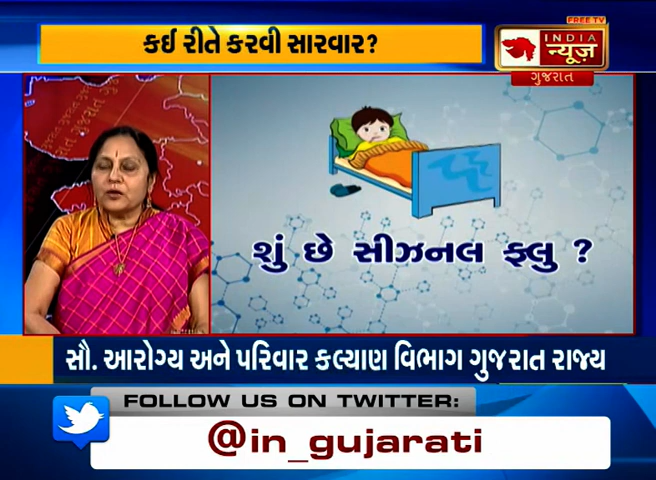 કઈ રીતે કરવી સારવાર?
FREE TV
INDIA
ન્યૂઝ
ગુજરાત
શું છે સીઝનલ ફ્લુ ?
સૌ. આરોગ્ય અને પરિવાર કલ્યાણ વિભાગ ગુજરાત રાજ્ય
FOLLOW US ON TWITTER:
@in_gujarati